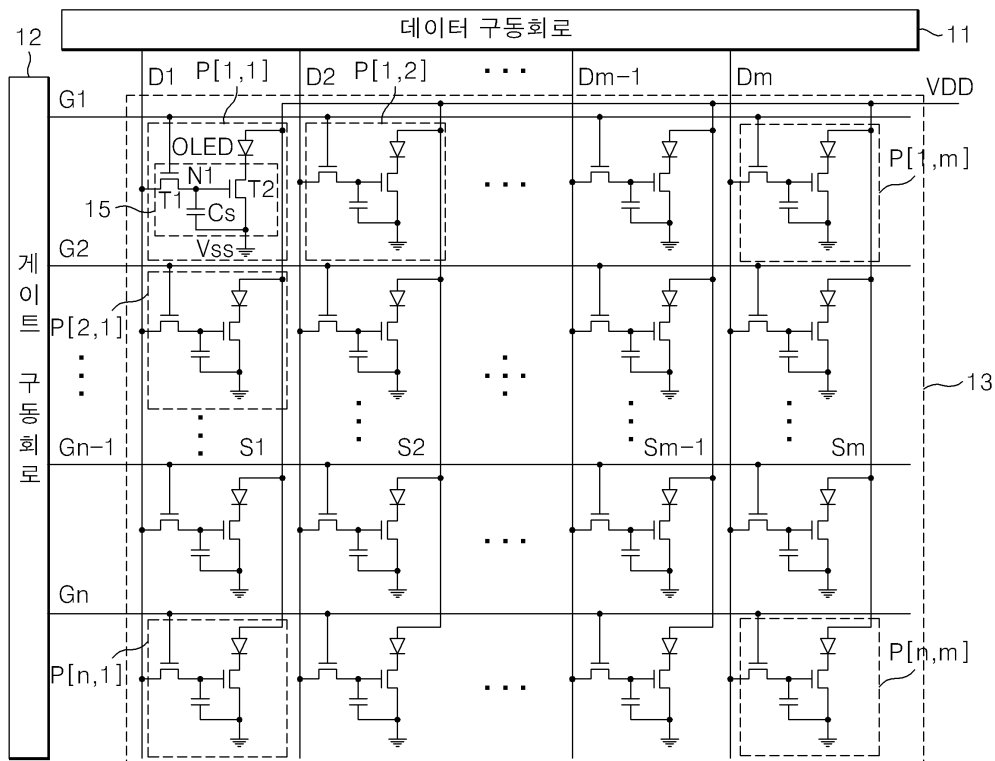 데이터 구동회로
11
12
D1
P[1,1]
D2
P[1,2]
Dm-1
Dm
VDD
G1
OLED
P[1,m]
N1
T1
T2
15
Cs
G2
Vss
게이트 구동회로
P[2,1]
13
Gn-1
S1
S2
Sm-1
Sm
Gn
P[n,1]
P[n,m]